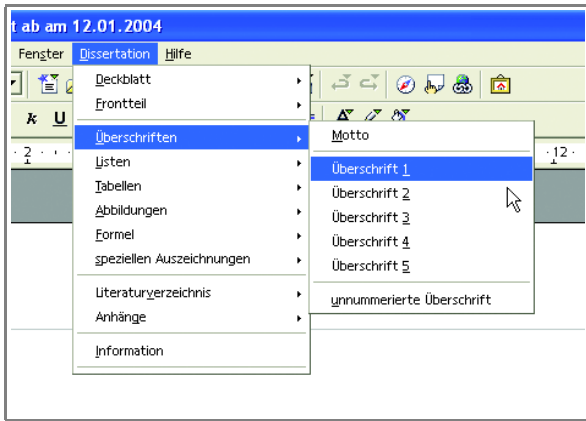 t ab am 12.01.2004
Fenster Dissertation Hilfe
k U
2 12
Deckblatt
Frontteil
Überschriften
Listen
Tabellen
Abbildungen
Formel
speziellen Auszeichnungen
Literaturverzeichnis
Anhänge
Information
Motto
Überschrift 1
Überschrift 2
Überschrift 3
Überschrift 4
Überschrift 5
unnummerierte Überschrift